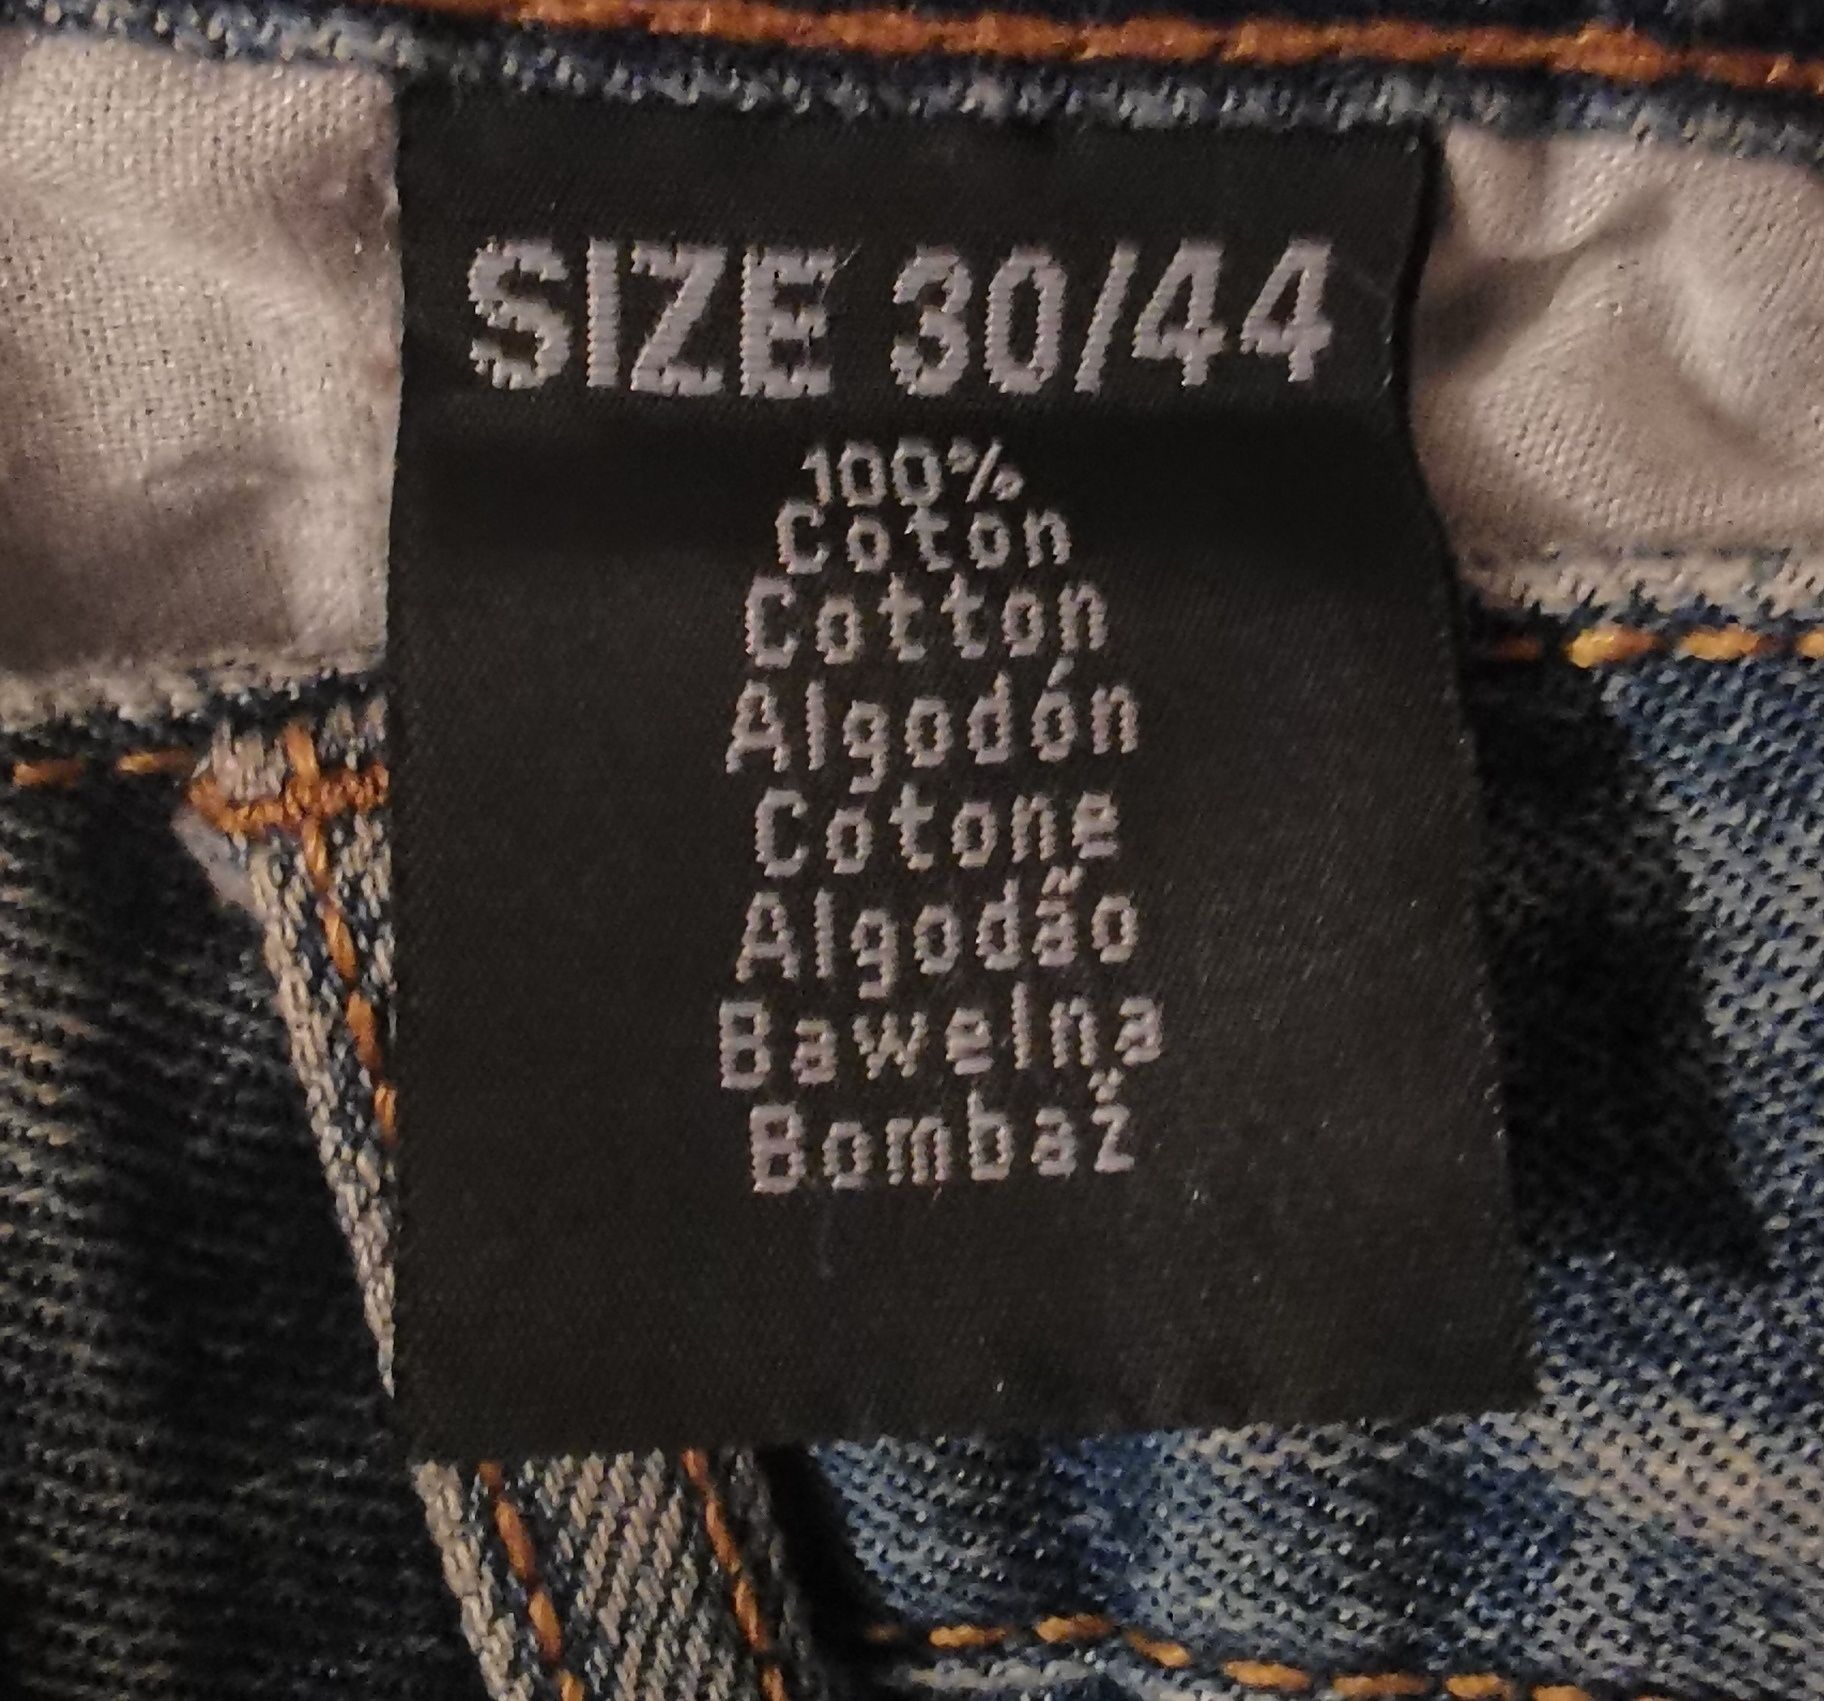 SIZE 30/44
100%
Coton
Cotton
Algodón
Cotone
Algodão
Bawelna
Bombaž